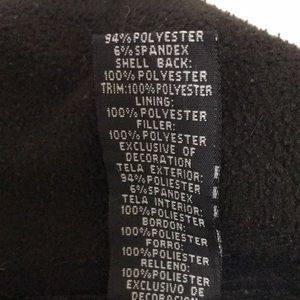 94% POLYESTER
6% SPANDEX
SHELL BACK:
100% POLYESTER
TRIM:100% POLYESTER
LINING:
100% POLYESTER
FILLER:
100% POLYESTER
EXCLUSIVE OF
DECORATION
TELA EXTERIOR:
94% POLIESTER
6%SPANDEX
TELA INTERIOR:
100%POLIESTER
BORDON:
100%POLIESTER
FORRO:
100%POLIESTER
RELLENO:
100%POLIESTER
EXCLUSIVO DE
DECORACION